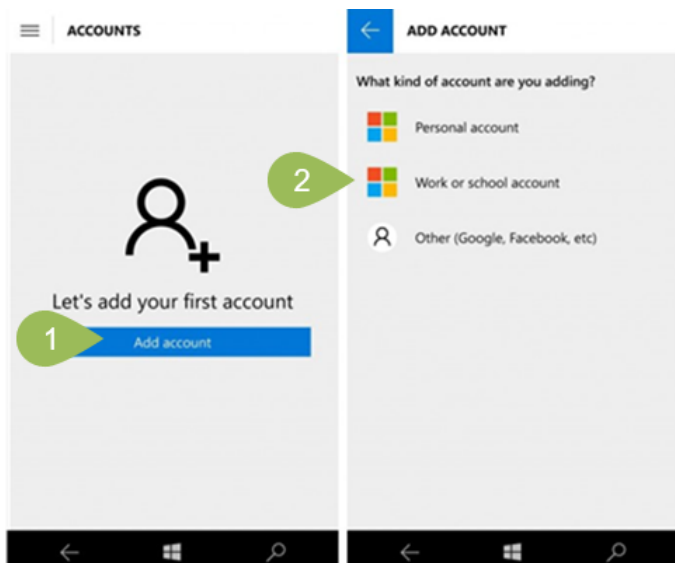 ACCOUNTS
Let's add your first account
1
Add account
ADD ACCOUNT
What kind of account are you adding?
Personal account
2
Work or school account
Other (Google, Facebook, etc)